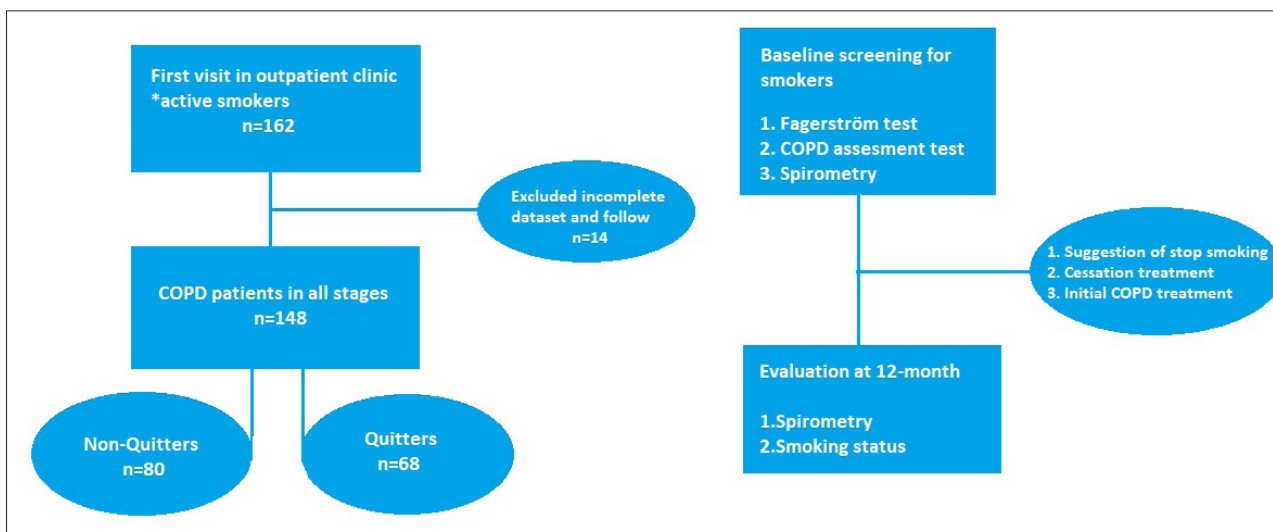 First visit in outpatient clinic
*active smokers
n=162
Excluded incomplete
dataset and follow
n=14
COPD patients in all stages
n=148
Non-Quitters
n=80
Quitters
n=68
Baseline screening for
smokers
1. Fagerström test
2. COPD assesment test
3. Spirometry
1. Suggestion of stop smoking
2. Cessation treatment
3. Initial COPD treatment
Evaluation at 12-month
1.Spirometry
2.Smoking status